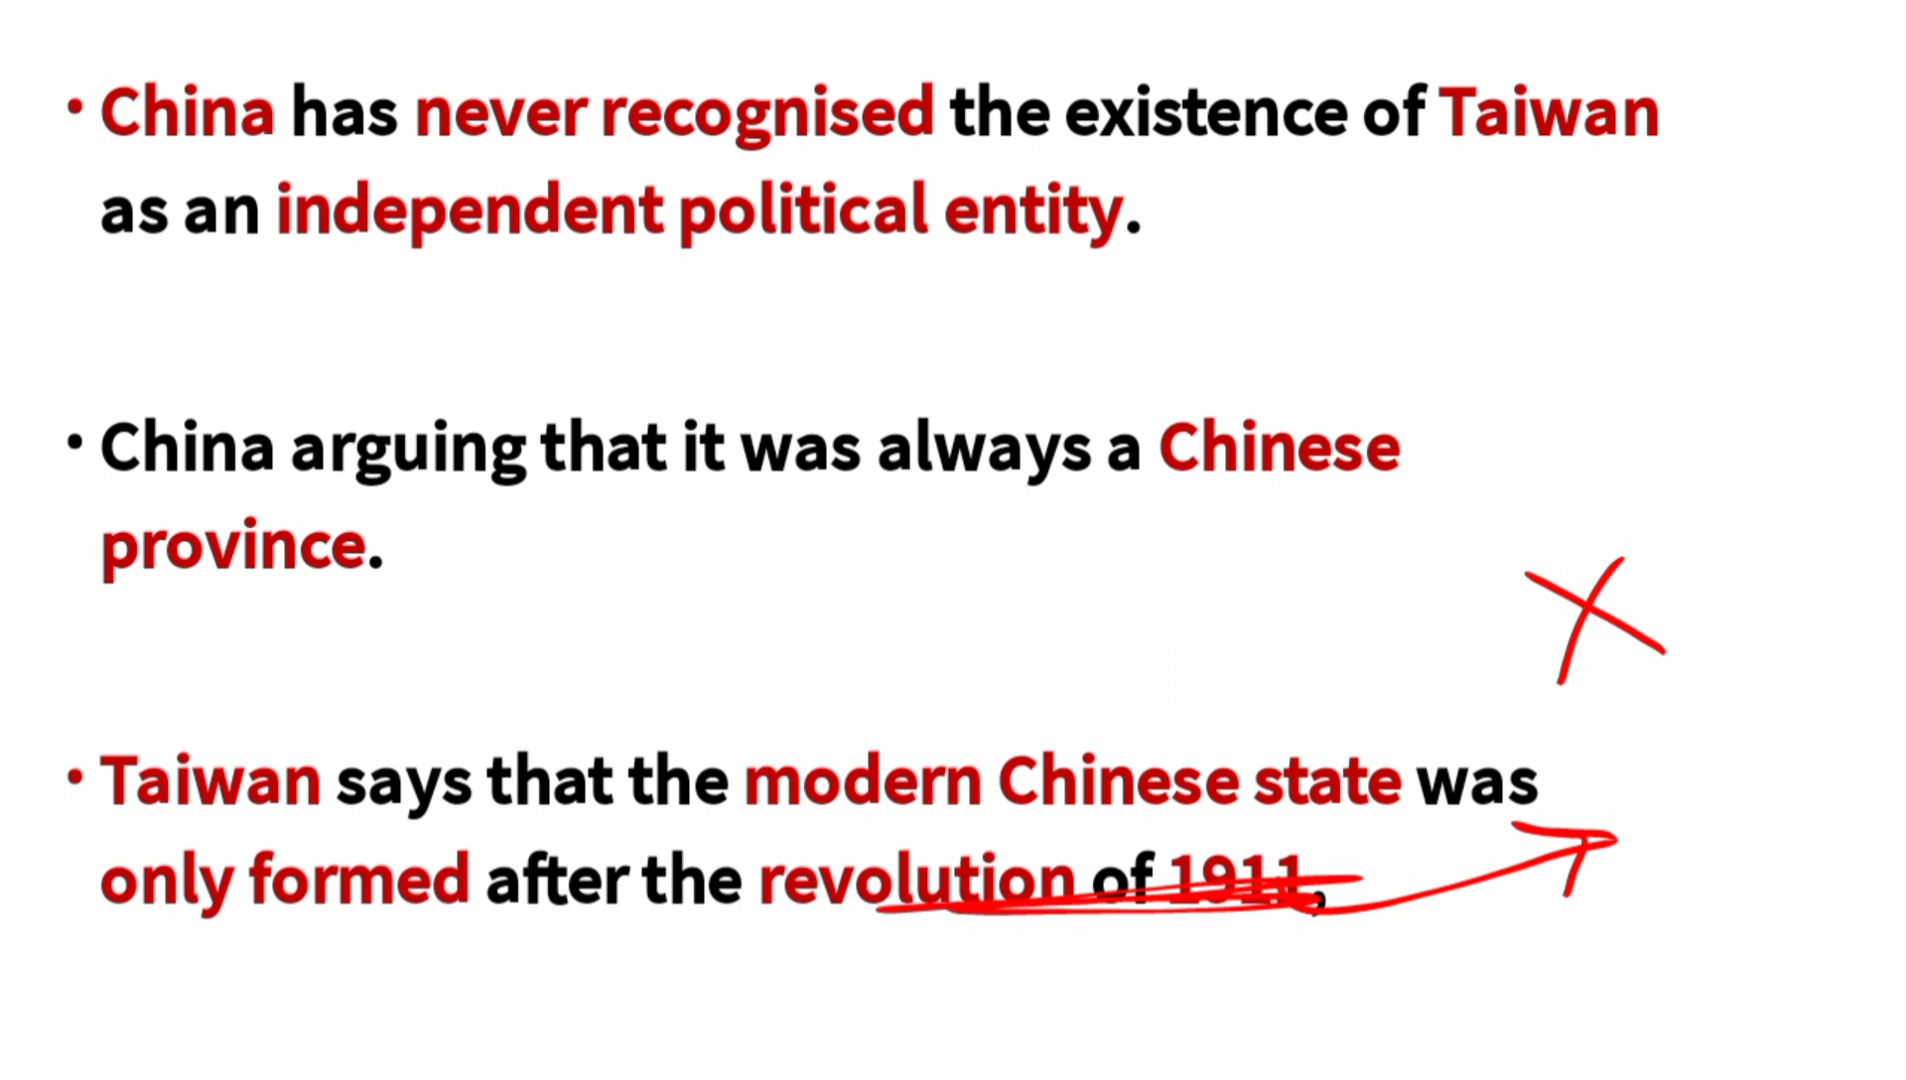 • China has never recognised the existence of Taiwan
as an independent political entity.
• China arguing that it was always a Chinese
province.
• Taiwan says that the modern Chinese state was
only formed after the revolution of 1911,